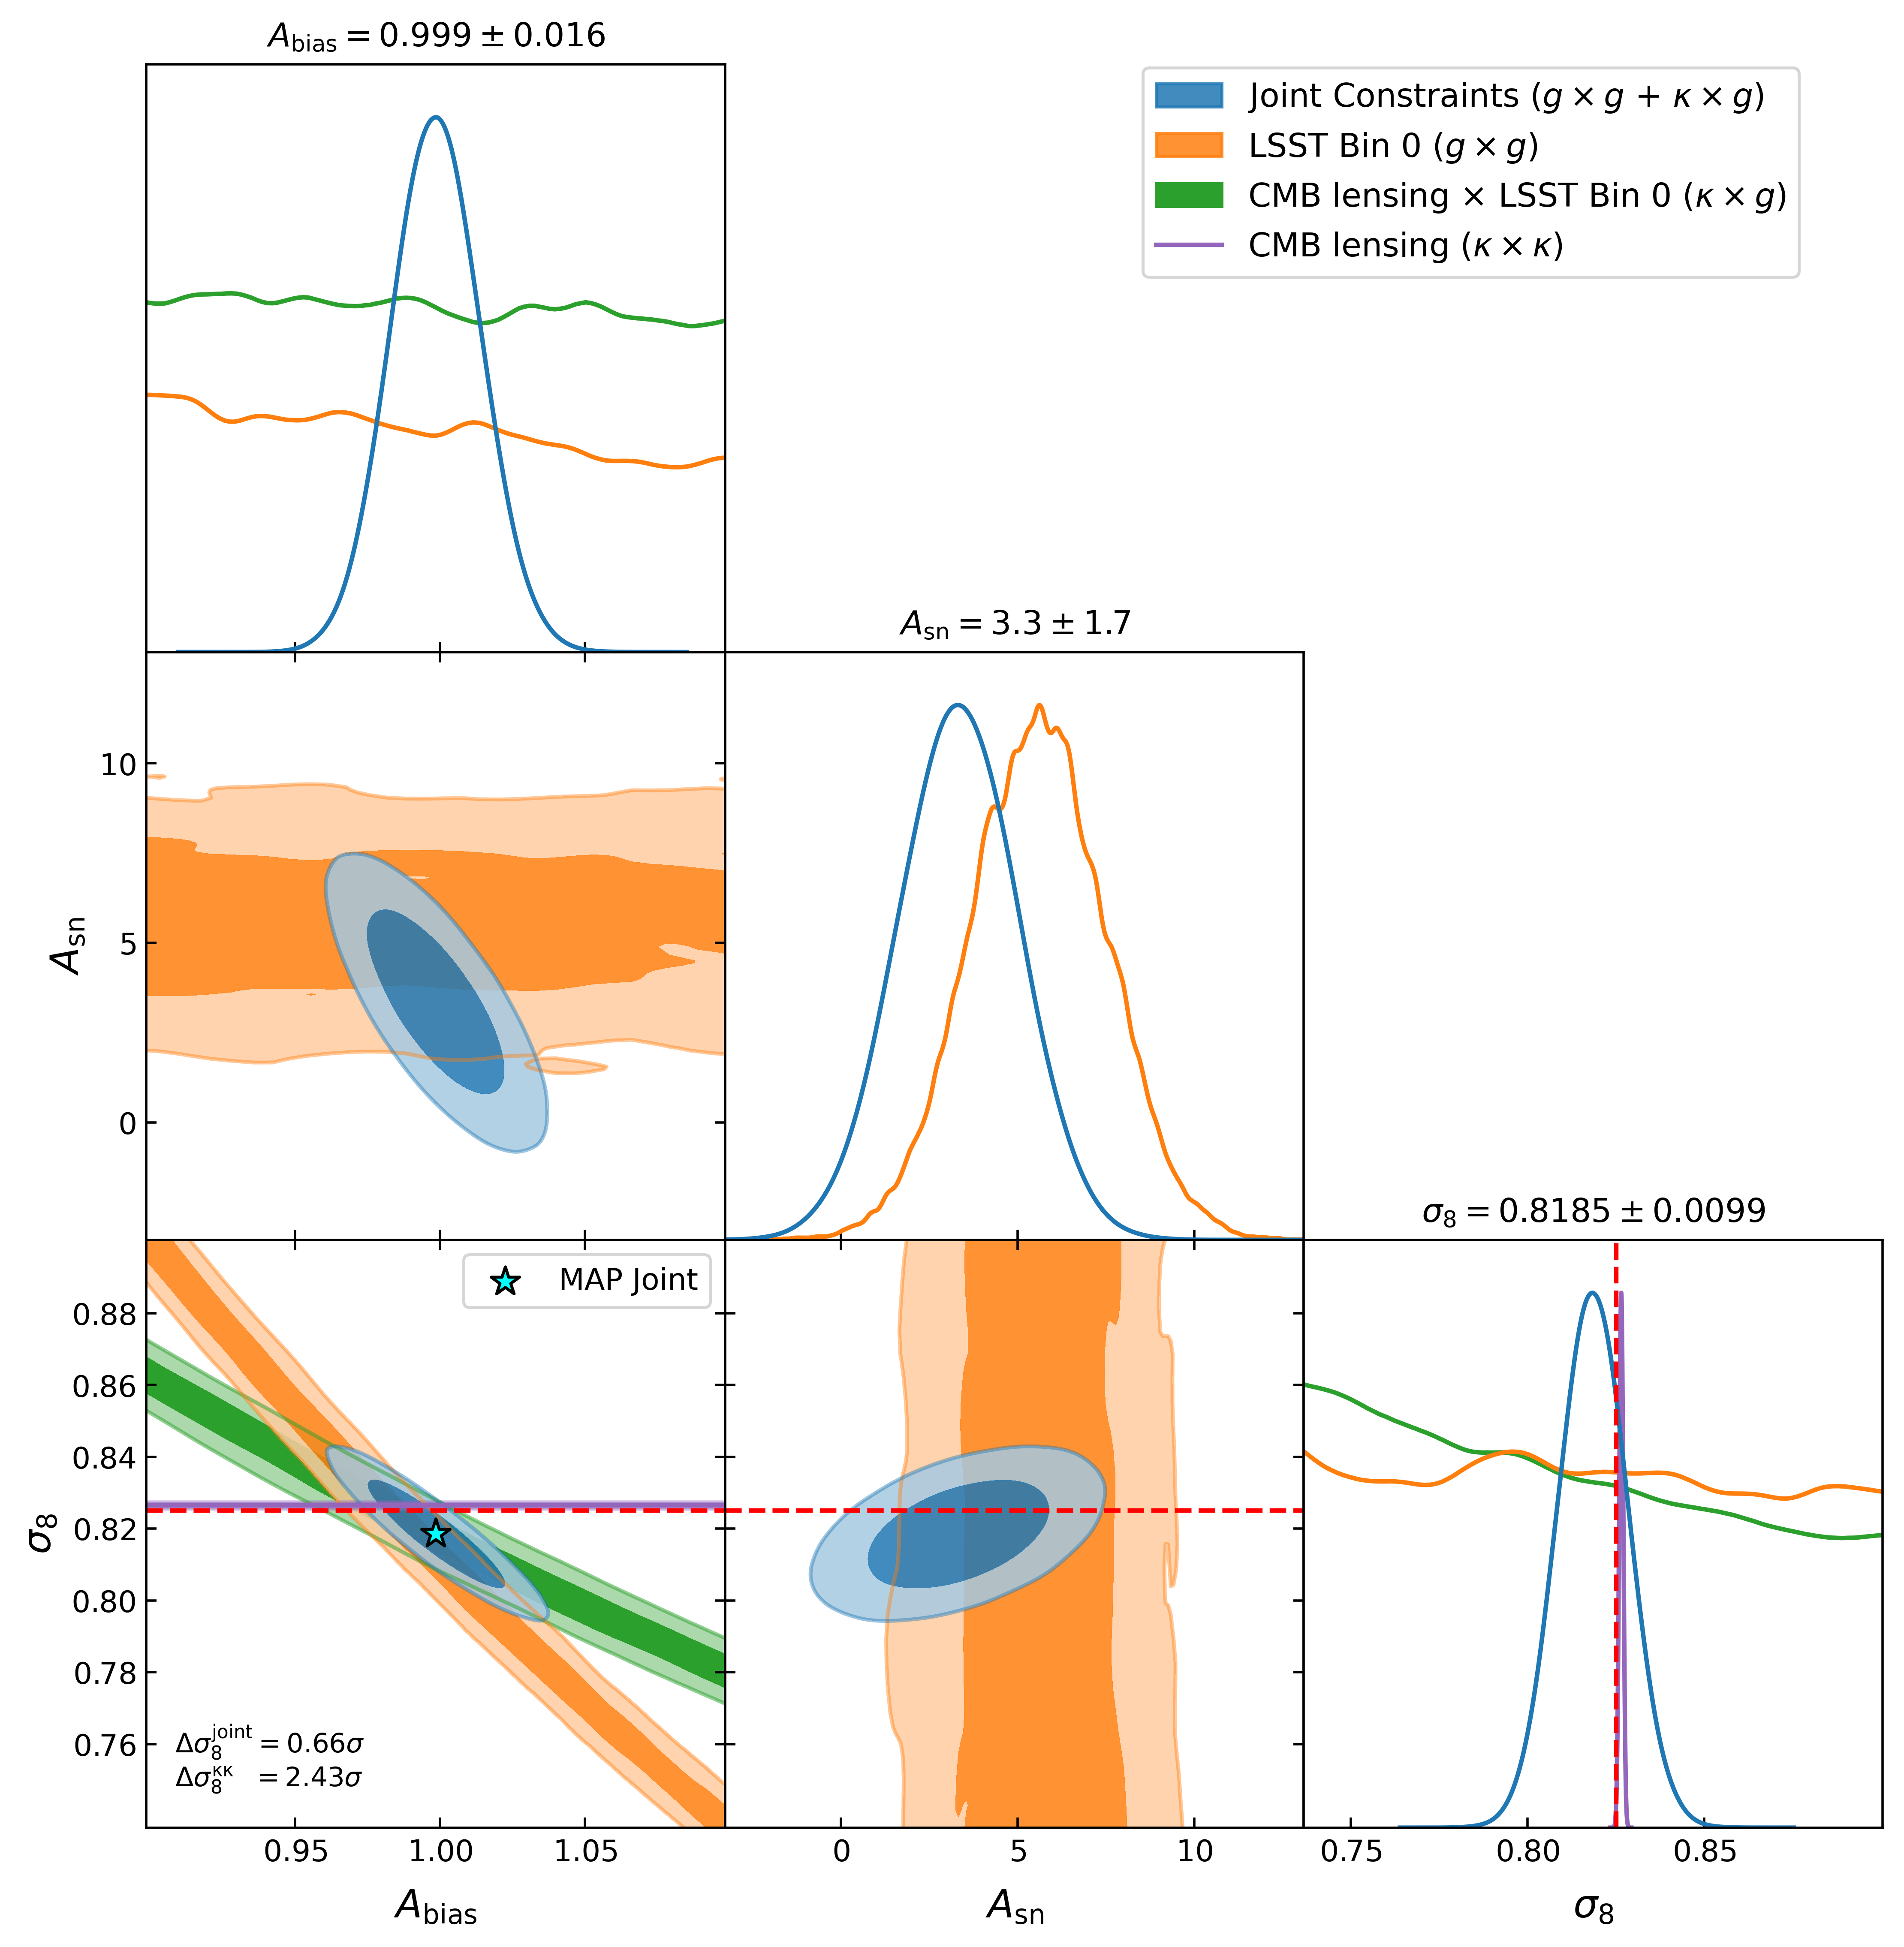 A_bias = 0.999 ± 0.016
Joint Constraints (g × g + κ × g)
LSST Bin 0 (g × g)
CMB lensing × LSST Bin 0 (κ × g)
CMB lensing (κ × κ)
A_sn = 3.3 ± 1.7
10
5
0
A_sn
σ_8 = 0.8185 ± 0.0099
MAP Joint
0.88
0.86
0.84
0.82
0.80
0.78
0.76
σ_8
Δσ_8^joint = 0.66σ
Δσ_8^κκ = 2.43σ
0.95 1.00 1.05 0 5 10 0.75 0.80 0.85
A_bias A_sn σ_8